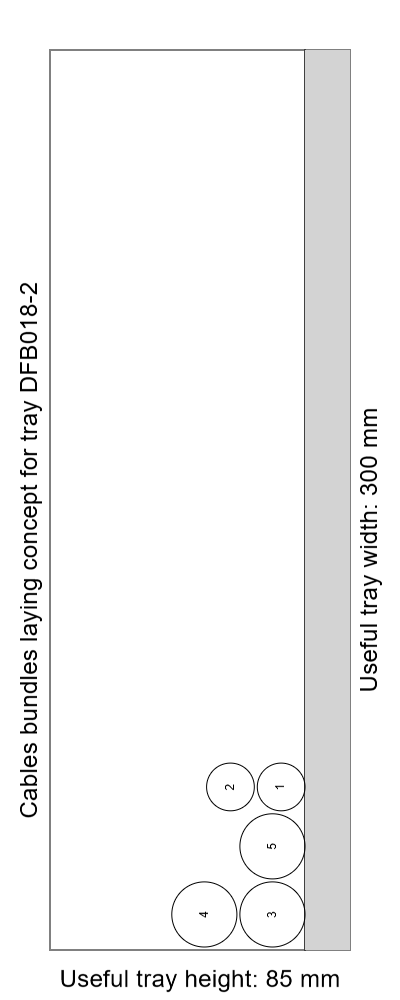 Cables bundles laying concept for tray DFB018-2
Useful tray width: 300 mm
2
1
5
4
3
Useful tray height: 85 mm